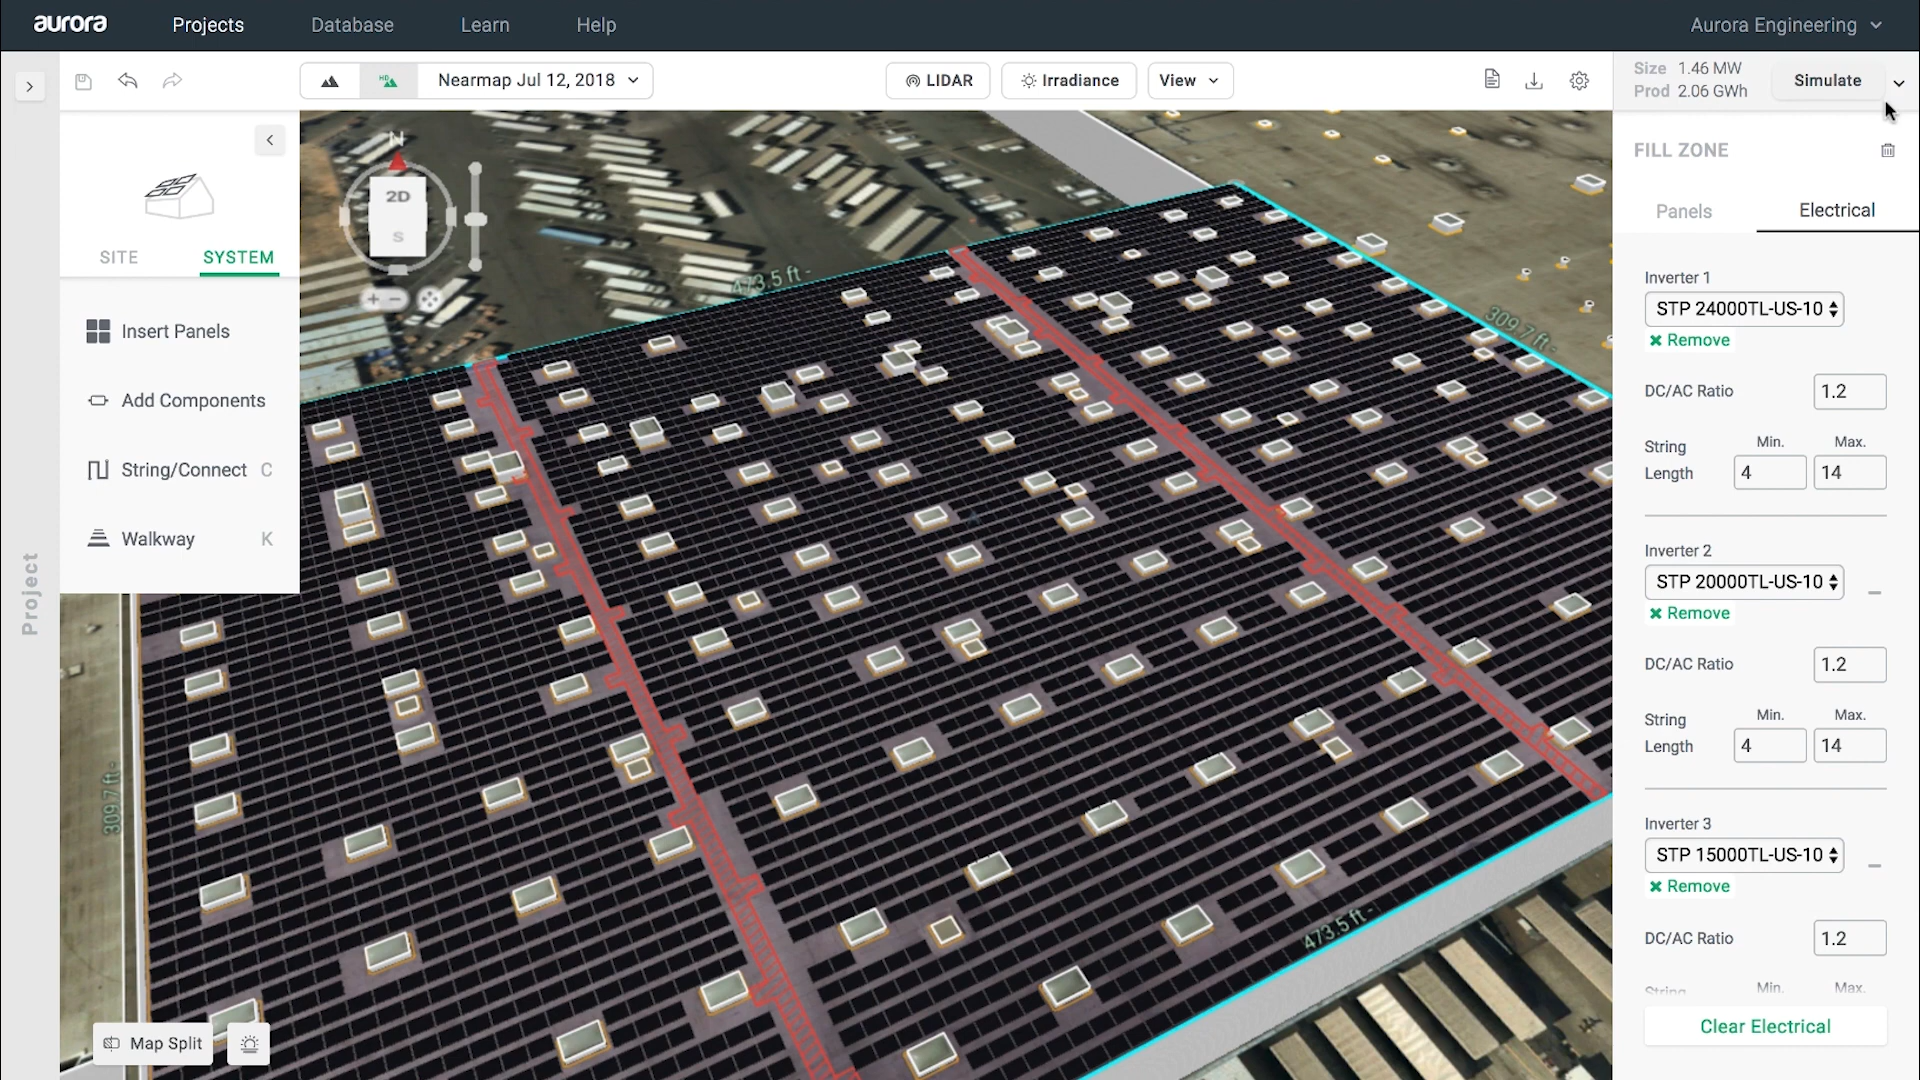 aurora Projects Database Learn Help Aurora Engineering
HD Nearmap Jul 12, 2018 LIDAR Irradiance View
Size 1.46 MW
Prod 2.06 GWh
Simulate
Project
SITE SYSTEM
Insert Panels
Add Components
String/Connect C
Walkway K
N
2D
S
473.5 ft
309.7 ft
309.7 ft
473.5 ft
Map Split
FILL ZONE
Panels Electrical
Inverter 1
STP 24000TL-US-10
Remove
DC/AC Ratio 1.2
Min. Max.
String
Length 4 14
Inverter 2
STP 20000TL-US-10
Remove
DC/AC Ratio 1.2
Min. Max.
String
Length 4 14
Inverter 3
STP 15000TL-US-10
Remove
DC/AC Ratio 1.2
String Min. Max.
Clear Electrical